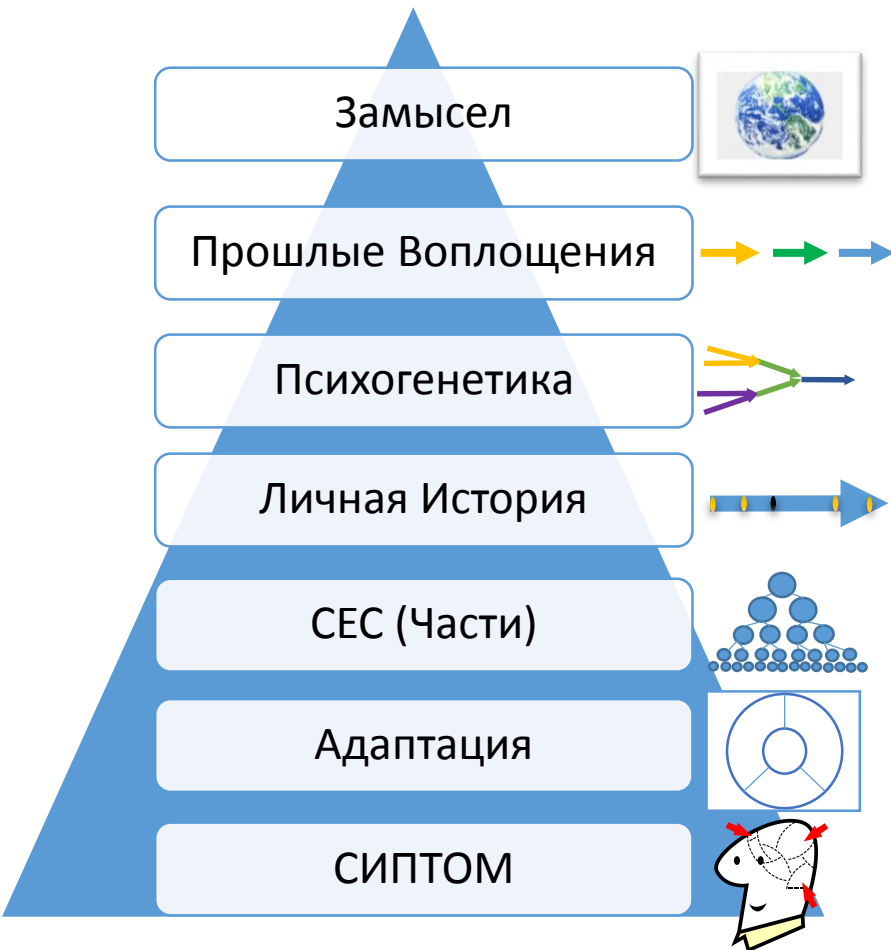 Замысел
Прошлые Воплощения
Психогенетика
Личная История
СЕС (Части)
Адаптация
СИПТОМ